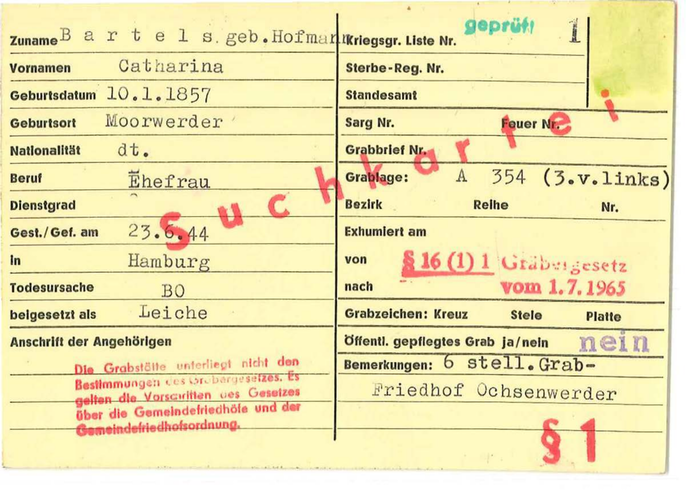 Zuname Bartels, geb. Hofmann
Vornamen Catharina
Geburtsdatum 10.1.1857
Geburtsort Moorwerder
Nationalität dt.
Beruf Ehefrau
Dienstgrad
Gest./Gef. am 23.6.44
in Hamburg
Todesursache BO
beigesetzt als Leiche
Anschrift der Angehörigen
Die Grabstätte unterliegt nicht den
Bestimmungen des Gräbergesetzes. Es
gelten die Vorschriften des Gesetzes
über die Gemeindefriedhöfe und der
Gemeindefriedhofsordnung.
Suchkartei
geprüft 1
Kriegsgr. Liste Nr.
Sterbe-Reg. Nr.
Standesamt
Sarg Nr. Feuer Nr.
Grabbrief Nr.
Grablage: A 354 (3.v.links)
Bezirk Reihe Nr.
Exhumiert am
von § 16 (1) 1 Gräbergesetz
nach vom 1.7.1965
Grabzeichen: Kreuz Stele Platte
Öffentl. gepflegtes Grab ja/nein nein
Bemerkungen: 6 stell.Grab-
Friedhof Ochsenwerder
§ 1